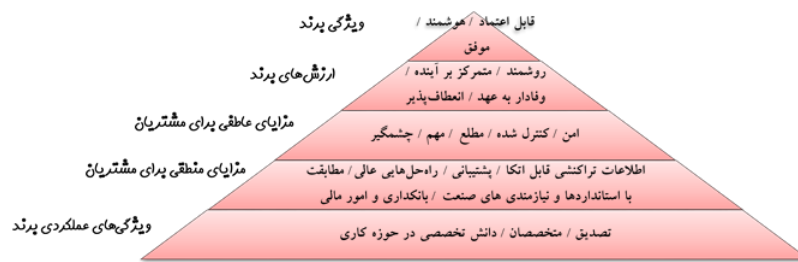 ویژگی برند
قابل اعتماد / هوشمند /
موفق
ارزش‌های برند
روشمند / متمرکز بر آینده /
وفادار به عهد / انعطاف‌پذیر
مزایای عاطفی برای مشتریان
امن / کنترل شده / مطلع / مهم / چشمگیر
مزایای منطقی برای مشتریان
اطلاعات تراکنشی قابل اتکا / پشتیبانی / راه‌حل‌هایی عالی / مطابقت
با استانداردها و نیازمندی های صنعت / بانکداری و امور مالی
ویژگی‌های عملکردی برند
تصدیق / متخصصان / دانش تخصصی در حوزه کاری